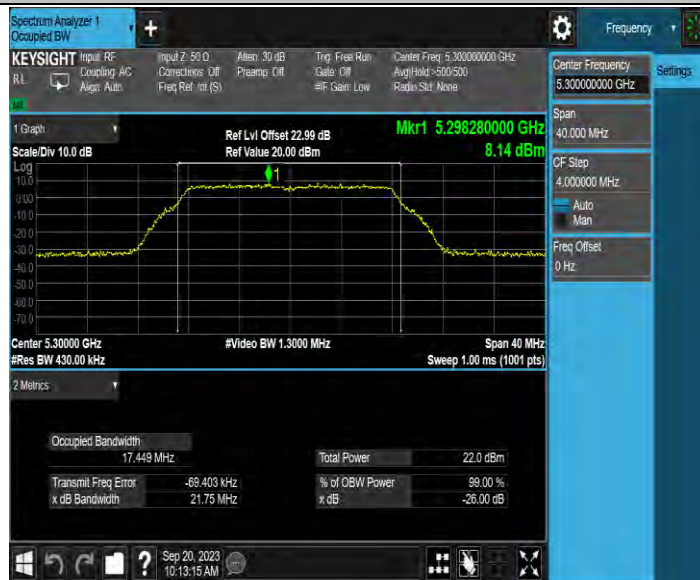 Spectrum Analyzer 1
Occupied BW
+
Frequency
KEYSIGHT Input: RF Input Z: 50 Ω Atten: 30 dB Trig: Free Run Center Freq: 5.300000000 GHz
RL Coupling: AC Corrections: Off Preamp: Off Gate: Off Avg|Hold:>500/500
Align: Auto Freq Ref: Int (S) #IF Gain: Low Radio Std: None
Center Frequency
5.300000000 GHz
Settings
Span
40.000 MHz
CF Step
4.000000 MHz
Auto
Man
Freq Offset
0 Hz
1 Graph
Ref Lvl Offset 22.99 dB
Mkr1 5.298280000 GHz
Scale/Div 10.0 dB
Ref Value 20.00 dBm
8.14 dBm
Log
1
10.0
0.00
-10.0
-20.0
-30.0
-40.0
-50.0
-60.0
-70.0
Center 5.30000 GHz #Video BW 1.3000 MHz Span 40 MHz
#Res BW 430.00 kHz Sweep 1.00 ms (1001 pts)
2 Metrics
Occupied Bandwidth
17.449 MHz
Total Power 22.0 dBm
Transmit Freq Error -69.403 kHz % of OBW Power 99.00 %
x dB Bandwidth 21.75 MHz x dB -26.00 dB
?
Sep 20, 2023
10:13:15 AM